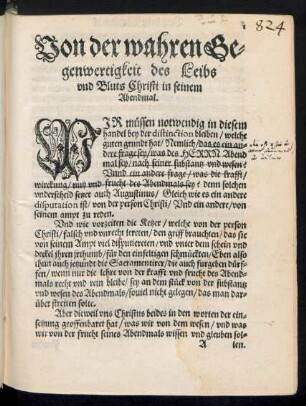 824
Von der wahren Ge-
genwertigkeit des Leibs
vnd Bluts Christi in seinem
Abendmal.
WIR müssen notwendig in diesem
handel bey der distinction bleiben / welche
guten grundt hat / Nemlich / das es ein an-
dere frage sey / was des HERRN Abend
mal sey / nach seiner substantz vnd wesen?
Vnnd ein andere frage / was die krafft /
wirckung / nutz vnd frucht des Abendmals sey? denn solchen
vnderscheid setzet auch Augustinus / Gleich wie es ein andere
disputation ist / von der person Christi / Vnd ein andere / von
seinem ampt zu reden.
Vnd wie vorzeiten die Ketzer / welche von der person
Christi / falsch vnd vnrecht lereten / den griff brauchten / das sie
von seinem Ampt viel disputierten / vnd vnter dem schein vnd
deckel jhren jrthumb / für den einfeltigen schmückten / Eben also
thun auch jetzund die Sacramentirer / die auch fürgeben dürf-
fen / wenn nur die lehre von der krafft vnd frucht des Abend-
mals recht vnd rein bleibe / sey an dem stück von der substantz
vnd wesen des Abendmals / souiel nicht gelegen / das man dar-
über streiten solte.
Aber dieweil vns Christus beides in den worten der ein-
setzung geoffenbaret hat / was wir von dem wesen / vnd was
wir von der frucht seines Abendmals wissen vnd gleuben sol-
A
len.